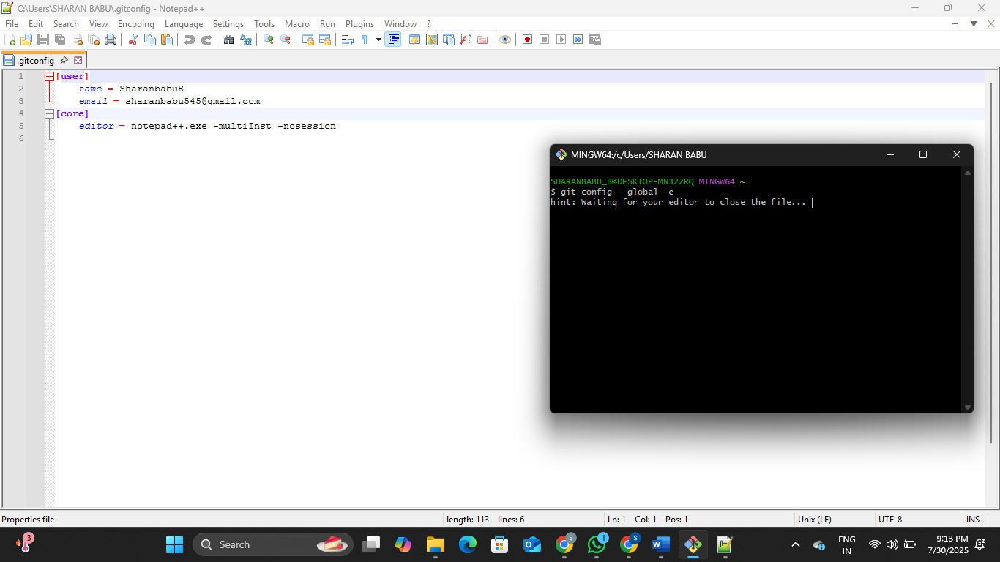 C:\Users\SHARAN BABU\.gitconfig - Notepad++
File Edit Search View Encoding Language Settings Tools Macro Run Plugins Window ?
.gitconfig
1 [user]
2 name = SharanbabuB
3 email = sharanbabu545@gmail.com
4 [core]
5 editor = notepad++.exe -multiInst -nosession
6
MINGW64:/c/Users/SHARAN BABU
SHARANBABU_B@DESKTOP-MN322RQ MINGW64 ~
$ git config --global -e
hint: Waiting for your editor to close the file...
Properties file length: 113 lines: 6 Ln: 1 Col: 1 Pos: 1 Unix (LF) UTF-8 INS
3
Search
S
1
S
ENG
IN
9:13 PM
7/30/2025